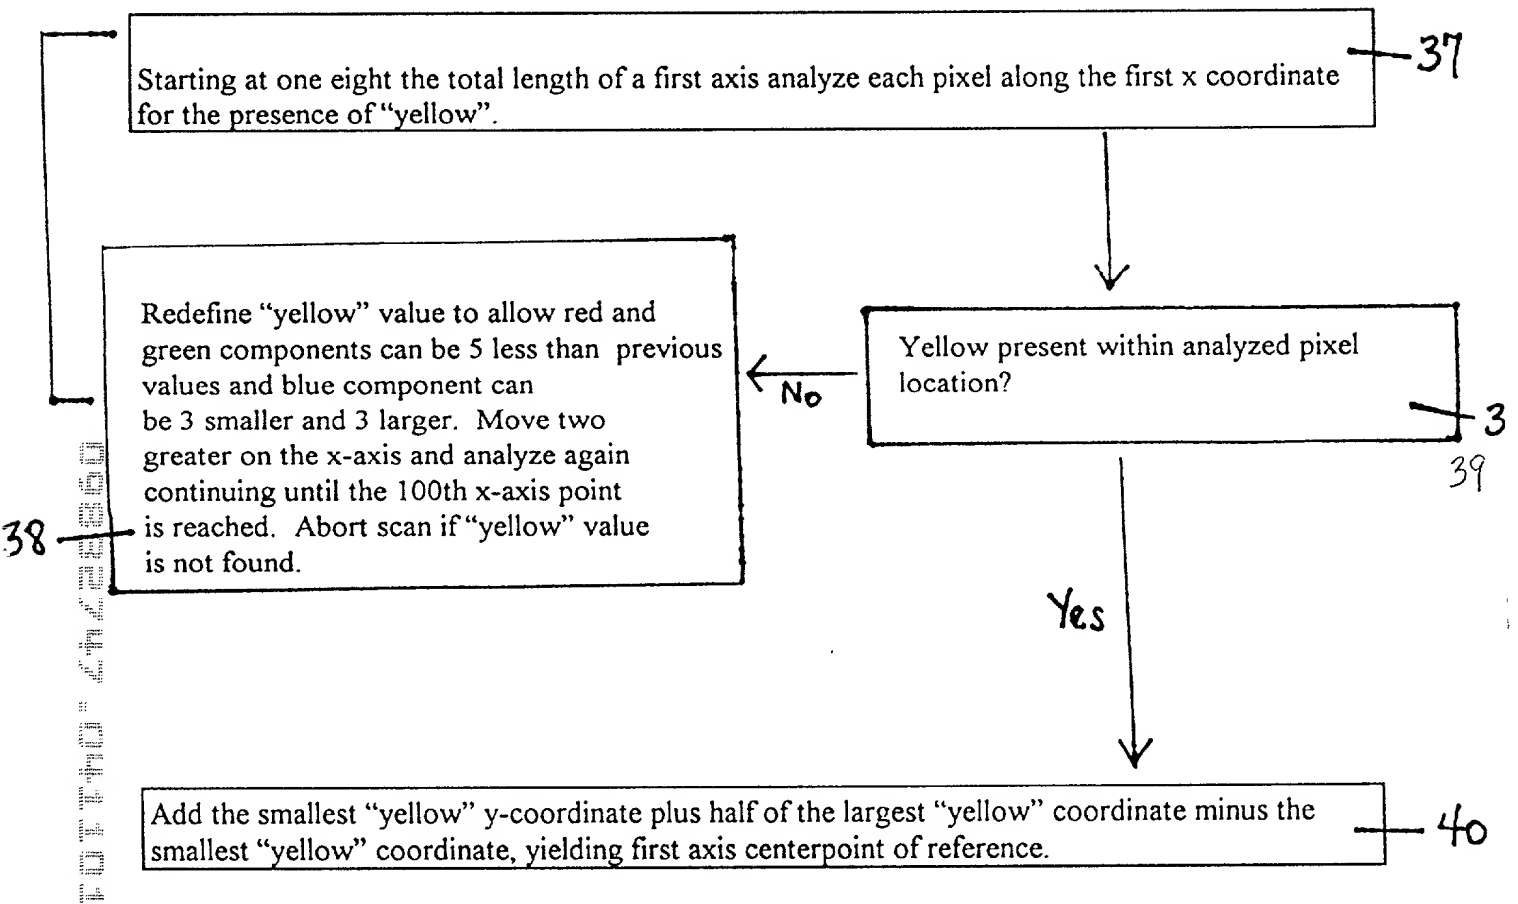 37
Starting at one eight the total length of a first axis analyze each pixel along the first x coordinate
for the presence of “yellow”.
Redefine “yellow” value to allow red and
green components can be 5 less than previous
values and blue component can
be 3 smaller and 3 larger. Move two
greater on the x-axis and analyze again
continuing until the 100th x-axis point
is reached. Abort scan if “yellow” value
is not found.
38
No
Yellow present within analyzed pixel
location?
3
39
Yes
Add the smallest “yellow” y-coordinate plus half of the largest “yellow” coordinate minus the
smallest “yellow” coordinate, yielding first axis centerpoint of reference.
40